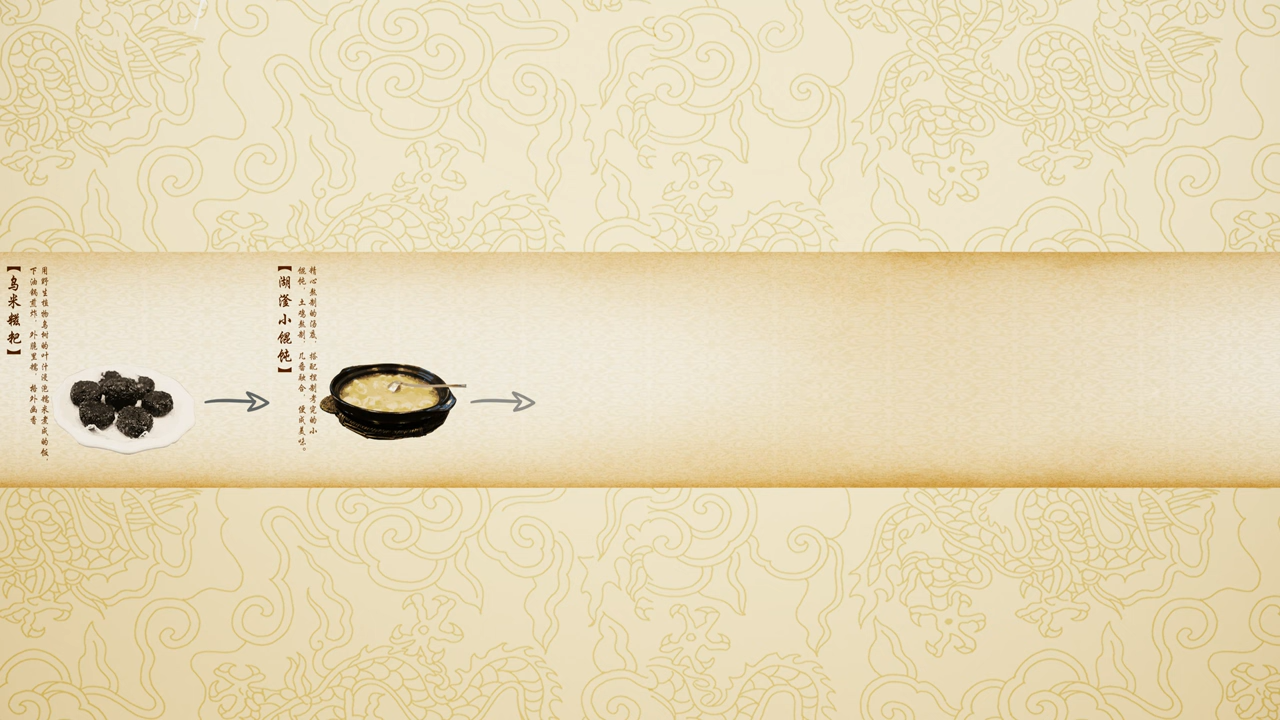 【乌米糍粑】
用野生植物乌树的叶汁浸泡糯米煮成的饭，
下油锅煎炸，外脆里糯，格外幽香
【湖滏小馄饨】
精心熬制的汤底，搭配捏制考究的小
馄饨，土鸡熬制，几番融合，便成美味。